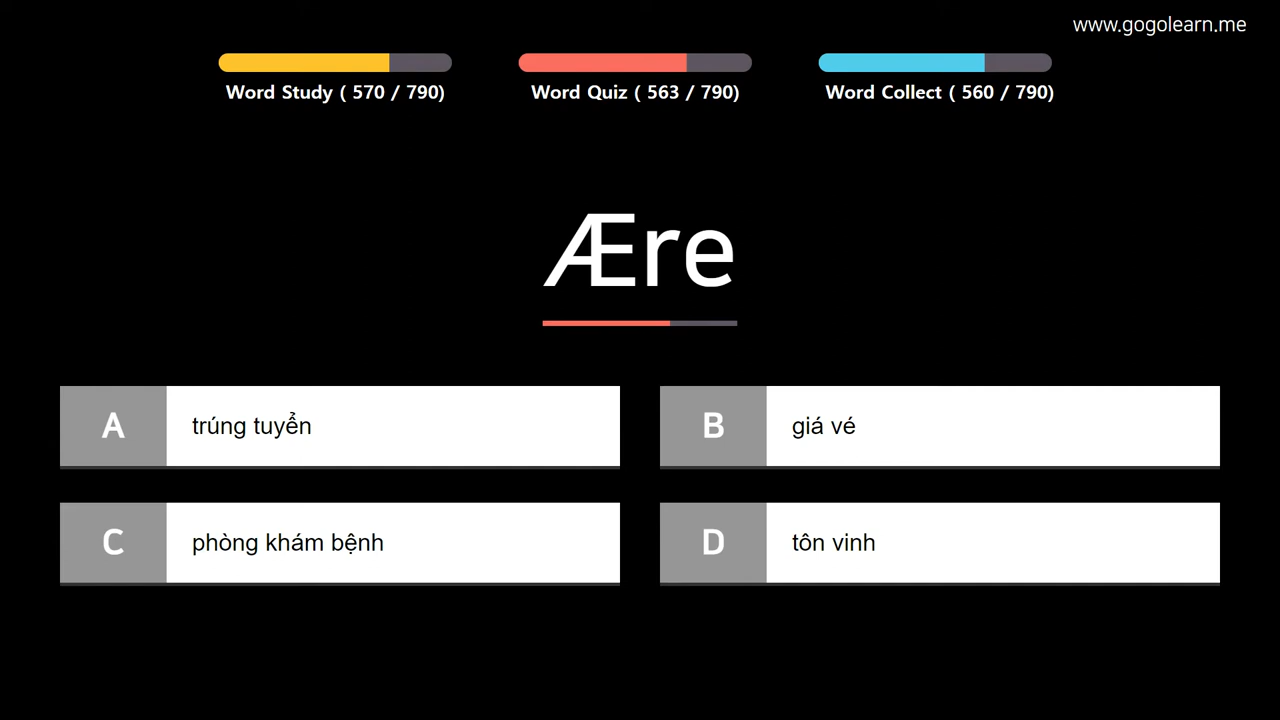 www.gogolearn.me
Word Study ( 570 / 790)
Word Quiz ( 563 / 790)
Word Collect ( 560 / 790)
Ære
A trúng tuyển
B giá vé
C phòng khám bệnh
D tôn vinh